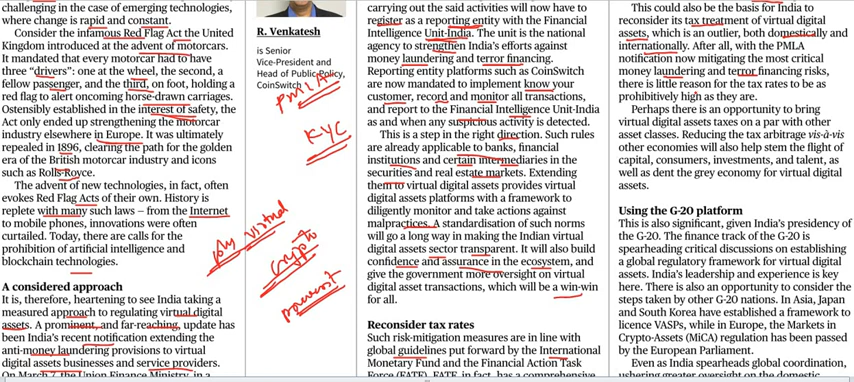 challenging in the case of emerging technologies,
where change is rapid and constant.
Consider the infamous Red Flag Act the United
Kingdom introduced at the advent of motorcars.
It mandated that every motorcar had to have
three “drivers”: one at the wheel, the second, a
fellow passenger, and the third, on foot, holding a
red flag to alert oncoming horse-drawn carriages.
Ostensibly established in the interest of safety, the
Act only ended up strengthening the motorcar
industry elsewhere in Europe. It was ultimately
repealed in 1896, clearing the path for the golden
era of the British motorcar industry and icons
such as Rolls-Royce.
The advent of new technologies, in fact, often
evokes Red Flag Acts of their own. History is
replete with many such laws – from the Internet
to mobile phones, innovations were often
curtailed. Today, there are calls for the
prohibition of artificial intelligence and
blockchain technologies.
A considered approach
It is, therefore, heartening to see India taking a
measured approach to regulating virtual digital
assets. A prominent, and far-reaching, update has
been India’s recent notification extending the
anti-money laundering provisions to virtual
digital assets businesses and service providers.
On March 7, the Union Finance Ministry, in a
R. Venkatesh
is Senior
Vice-President and
Head of Public Policy,
CoinSwitch
PMLA
KYC
virtual
crypto
carrying out the said activities will now have to
register as a reporting entity with the Financial
Intelligence Unit-India. The unit is the national
agency to strengthen India’s efforts against
money laundering and terror financing.
Reporting entity platforms such as CoinSwitch
are now mandated to implement know your
customer, record and monitor all transactions,
and report to the Financial Intelligence Unit-India
as and when any suspicious activity is detected.
This is a step in the right direction. Such rules
are already applicable to banks, financial
institutions and certain intermediaries in the
securities and real estate markets. Extending
them to virtual digital assets provides virtual
digital assets platforms with a framework to
diligently monitor and take actions against
malpractices. A standardisation of such norms
will go a long way in making the Indian virtual
digital assets sector transparent. It will also build
confidence and assurance in the ecosystem, and
give the government more oversight on virtual
digital asset transactions, which will be a win-win
for all.
Reconsider tax rates
Such risk-mitigation measures are in line with
global guidelines put forward by the International
Monetary Fund and the Financial Action Task
Force (FATF). FATF, in fact, has a comprehensive
This could also be the basis for India to
reconsider its tax treatment of virtual digital
assets, which is an outlier, both domestically and
internationally. After all, with the PMLA
notification now mitigating the most critical
money laundering and terror financing risks,
there is little reason for the tax rates to be as
prohibitively high as they are.
Perhaps there is an opportunity to bring
virtual digital assets taxes on a par with other
asset classes. Reducing the tax arbitrage vis-à-vis
other economies will also help stem the flight of
capital, consumers, investments, and talent, as
well as dent the grey economy for virtual digital
assets.
Using the G-20 platform
This is also significant, given India’s presidency of
the G-20. The finance track of the G-20 is
spearheading critical discussions on establishing
a global regulatory framework for virtual digital
assets. India’s leadership and experience is key
here. There is also an opportunity to consider the
steps taken by other G-20 nations. In Asia, Japan
and South Korea have established a framework to
licence VASPs, while in Europe, the Markets in
Crypto-Assets (MiCA) regulation has been passed
by the European Parliament.
Even as India spearheads global coordination,
ushering greater oversight on the domestic